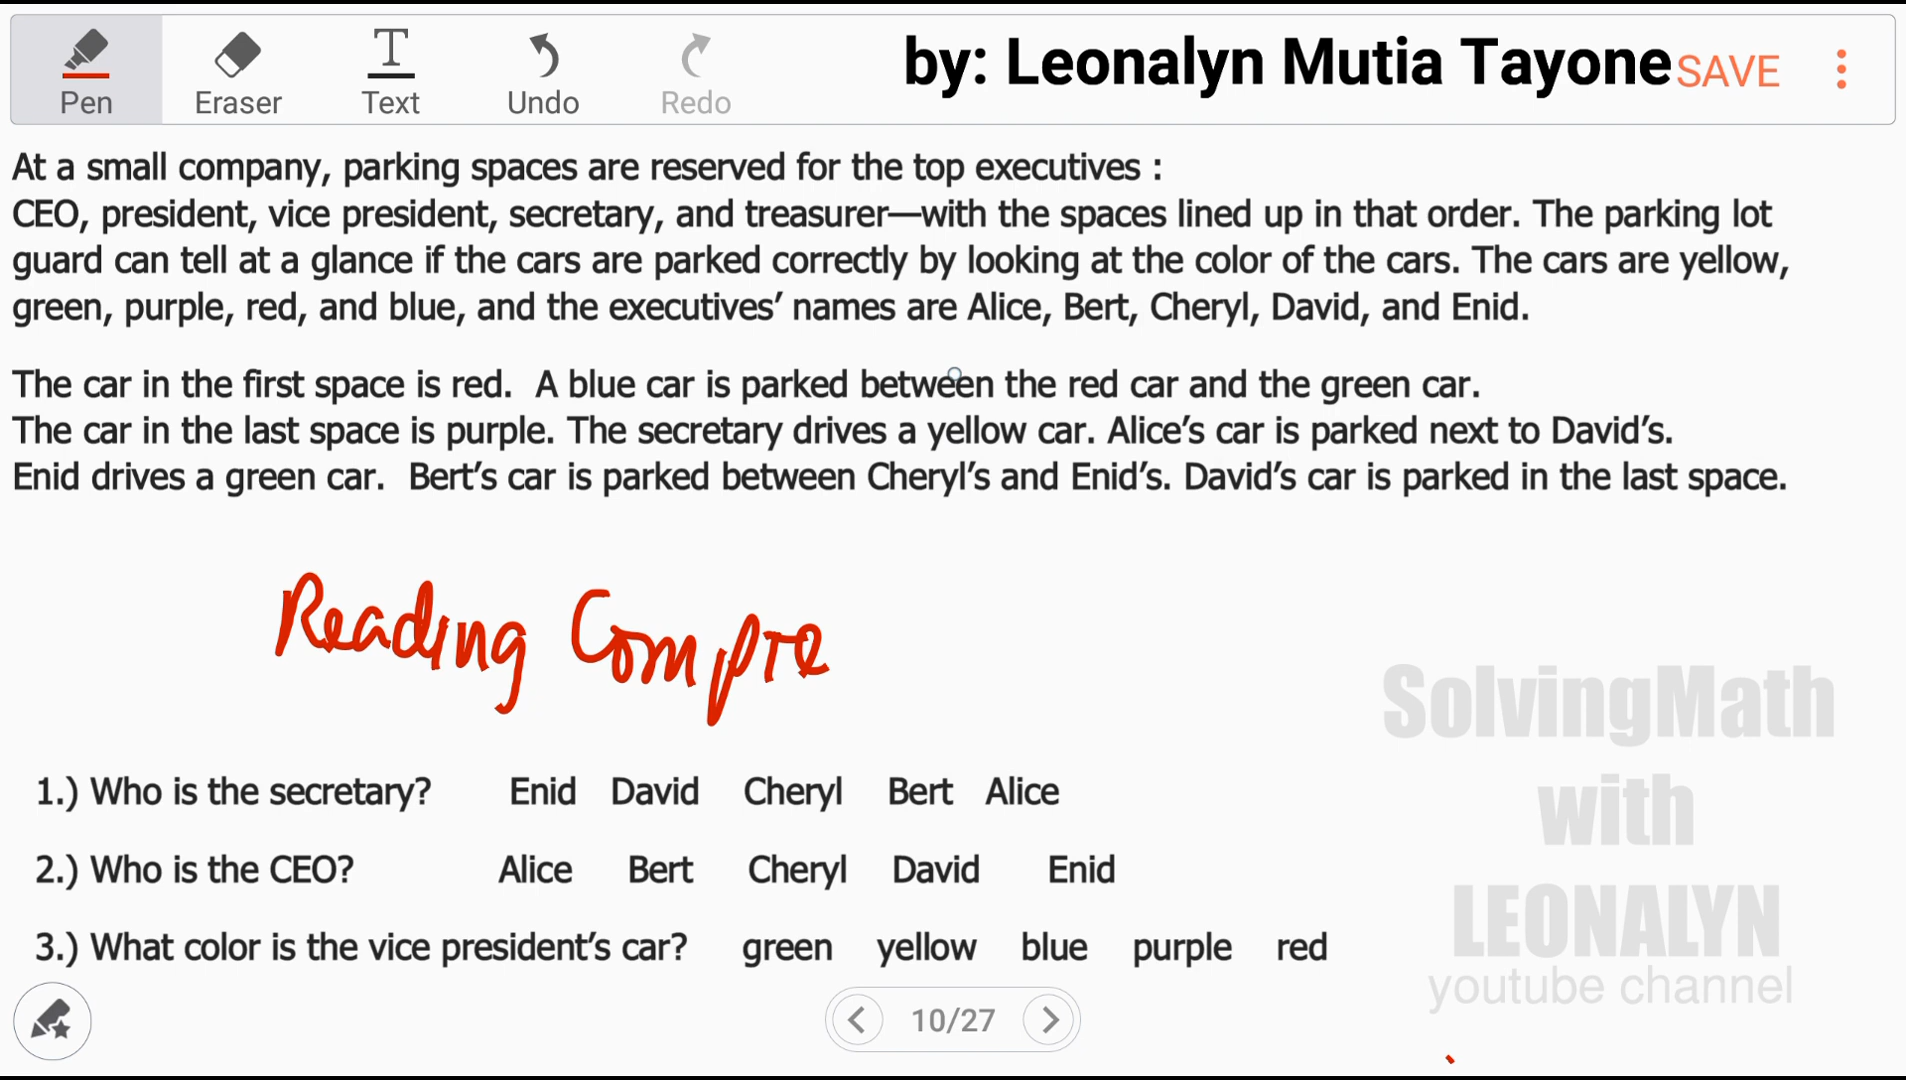 Pen Eraser Text Undo Redo by: Leonalyn Mutia Tayone SAVE
At a small company, parking spaces are reserved for the top executives :
CEO, president, vice president, secretary, and treasurer—with the spaces lined up in that order. The parking lot
guard can tell at a glance if the cars are parked correctly by looking at the color of the cars. The cars are yellow,
green, purple, red, and blue, and the executives’ names are Alice, Bert, Cheryl, David, and Enid.
The car in the first space is red. A blue car is parked between the red car and the green car.
The car in the last space is purple. The secretary drives a yellow car. Alice’s car is parked next to David’s.
Enid drives a green car. Bert’s car is parked between Cheryl’s and Enid’s. David’s car is parked in the last space.
Reading Compre
SolvingMath
with
LEONALYN
youtube channel
1.) Who is the secretary? Enid David Cheryl Bert Alice
2.) Who is the CEO? Alice Bert Cheryl David Enid
3.) What color is the vice president’s car? green yellow blue purple red
10/27